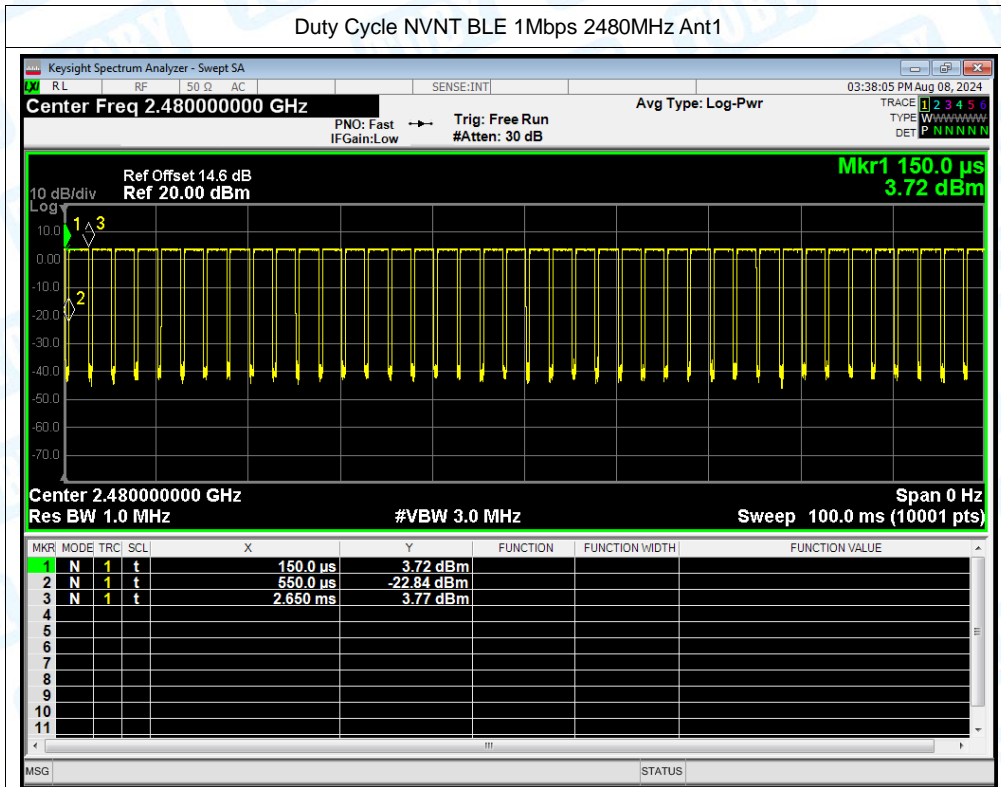 Duty Cycle NVNT BLE 1Mbps 2480MHz Ant1
Keysight Spectrum Analyzer - Swept SA
LXI RL RF 50 Ω AC SENSE:INT 03:38:05 PM Aug 08, 2024
Center Freq 2.480000000 GHz
PNO: Fast
IFGain:Low
Trig: Free Run
#Atten: 30 dB
Avg Type: Log-Pwr
TRACE 1 2 3 4 5 6
TYPE WWWWWWW
DET P N N N N N
Mkr1 150.0 µs
3.72 dBm
Ref Offset 14.6 dB
10 dB/div Ref 20.00 dBm
Log
10.0
0.00
-10.0
-20.0
-30.0
-40.0
-50.0
-60.0
-70.0
1 3
2
Center 2.480000000 GHz Span 0 Hz
Res BW 1.0 MHz #VBW 3.0 MHz Sweep 100.0 ms (10001 pts)
MKR MODE TRC SCL X Y FUNCTION FUNCTION WIDTH FUNCTION VALUE
1 N 1 t 150.0 µs 3.72 dBm
2 N 1 t 550.0 µs -22.84 dBm
3 N 1 t 2.650 ms 3.77 dBm
4
5
6
7
8
9
10
11
MSG STATUS